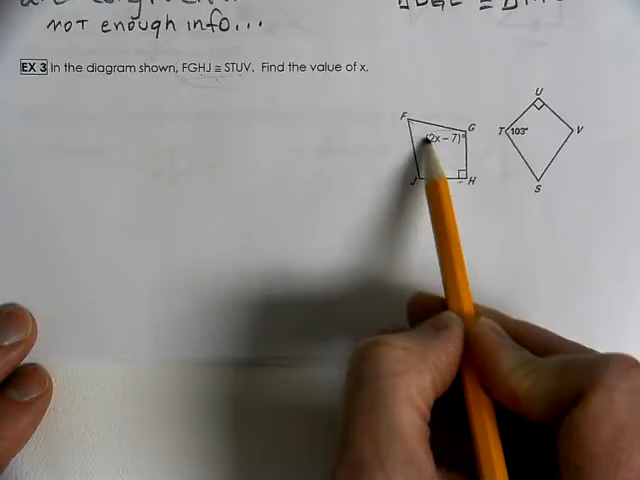 not enough info...
EX 3 In the diagram shown, FGHJ ≅ STUV. Find the value of x.
F
G
(2x – 7)°
J
H
U
T
103°
V
S